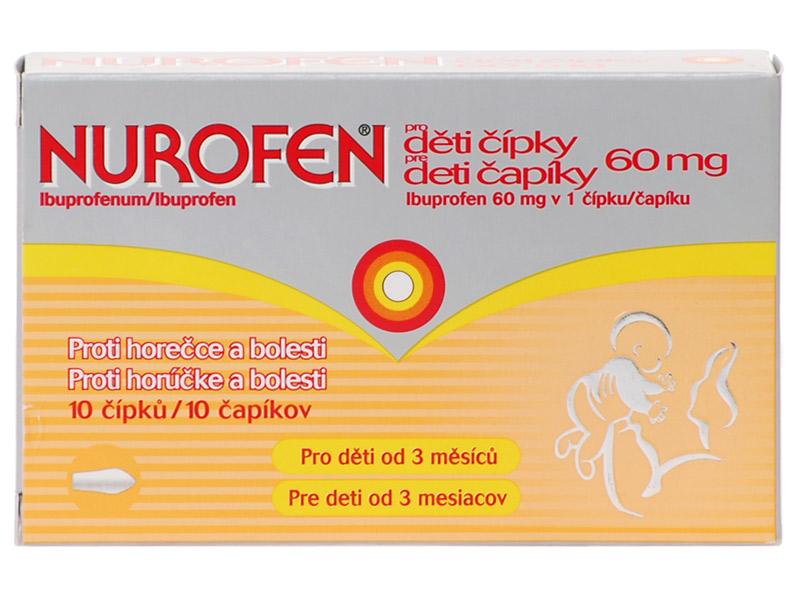 NUROFEN®
pro
děti čípky
pre
deti čapíky
60 mg
Ibuprofenum/Ibuprofen
Ibuprofen 60 mg v 1 čípku/čapíku
Proti horečce a bolesti
Proti horúčke a bolesti
10 čípků/10 čapíkov
Pro děti od 3 měsíců
Pre deti od 3 mesiacov